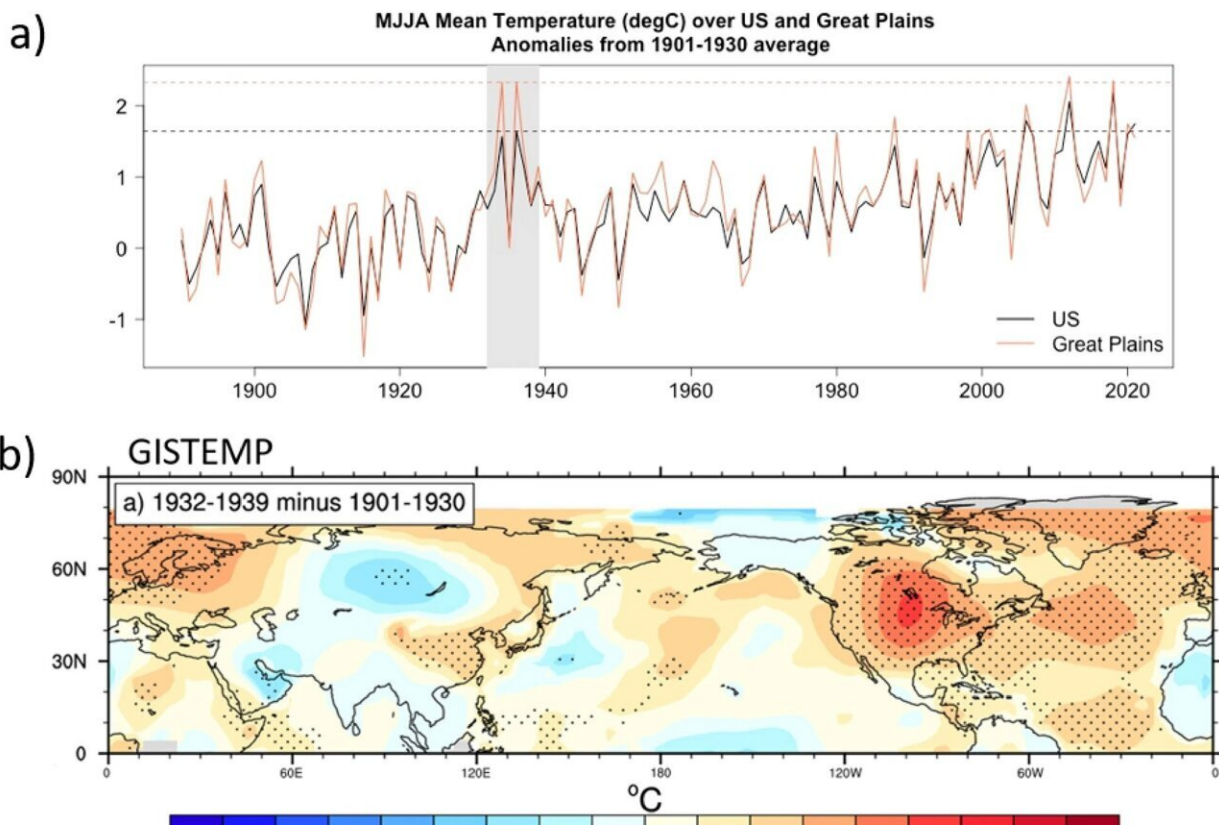 a)
MJJA Mean Temperature (degC) over US and Great Plains
Anomalies from 1901-1930 average
2
1
0
-1
US
Great Plains
1900 1920 1940 1960 1980 2000 2020
b)
GISTEMP
90N
a) 1932-1939 minus 1901-1930
60N
30N
0
0 60E 120E 180 120W 60W 0
°C